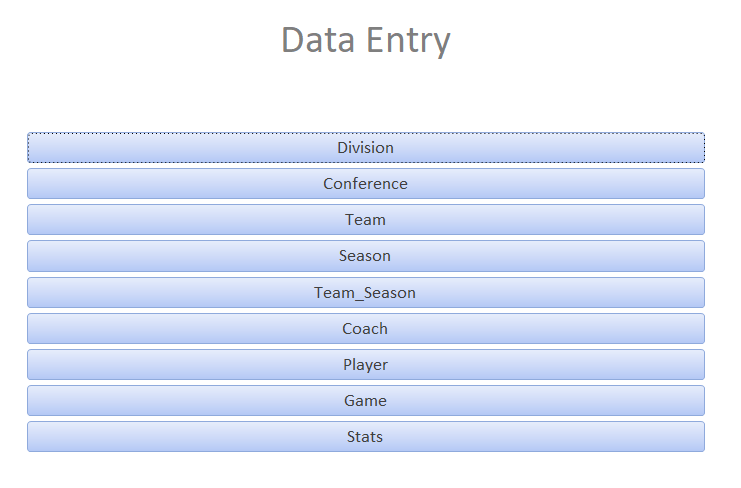 Data Entry
Division
Conference
Team
Season
Team_Season
Coach
Player
Game
Stats